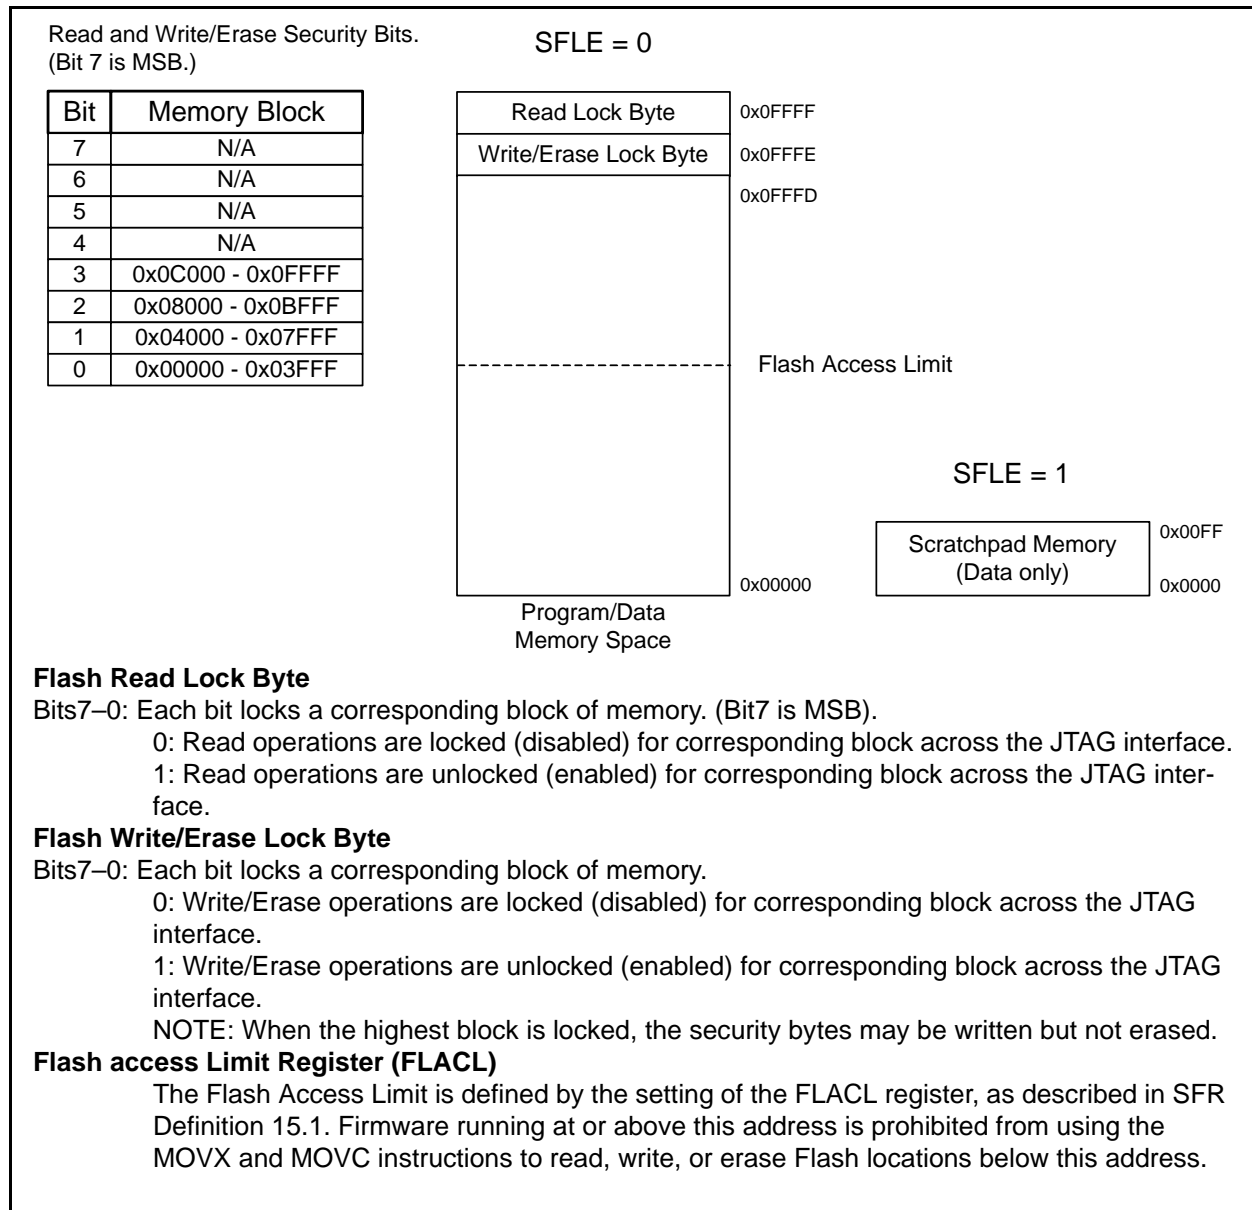 Read and Write/Erase Security Bits.
(Bit 7 is MSB.)
SFLE = 0
Bit Memory Block
7 N/A
6 N/A
5 N/A
4 N/A
3 0x0C000 - 0x0FFFF
2 0x08000 - 0x0BFFF
1 0x04000 - 0x07FFF
0 0x00000 - 0x03FFF
Read Lock Byte 0x0FFFF
Write/Erase Lock Byte 0x0FFFE
0x0FFFD
Flash Access Limit
0x00000
Program/Data
Memory Space
SFLE = 1
Scratchpad Memory
(Data only)
0x00FF
0x0000
Flash Read Lock Byte
Bits7–0: Each bit locks a corresponding block of memory. (Bit7 is MSB).
0: Read operations are locked (disabled) for corresponding block across the JTAG interface.
1: Read operations are unlocked (enabled) for corresponding block across the JTAG inter-
face.
Flash Write/Erase Lock Byte
Bits7–0: Each bit locks a corresponding block of memory.
0: Write/Erase operations are locked (disabled) for corresponding block across the JTAG
interface.
1: Write/Erase operations are unlocked (enabled) for corresponding block across the JTAG
interface.
NOTE: When the highest block is locked, the security bytes may be written but not erased.
Flash access Limit Register (FLACL)
The Flash Access Limit is defined by the setting of the FLACL register, as described in SFR
Definition 15.1. Firmware running at or above this address is prohibited from using the
MOVX and MOVC instructions to read, write, or erase Flash locations below this address.